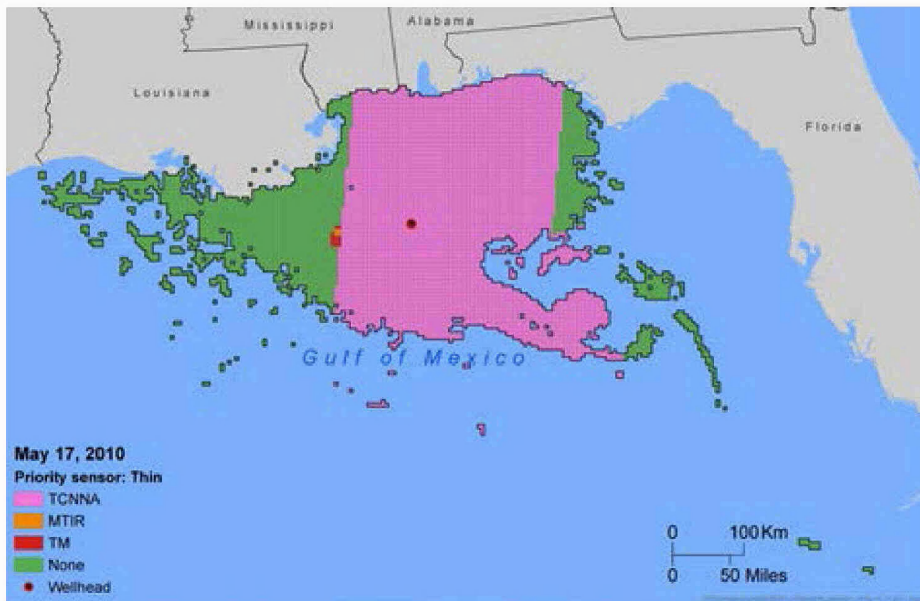 Mississippi
Alabama
Louisiana
Florida
Gulf of Mexico
May 17, 2010
Priority sensor: Thin
TCNNA
MTIR
TM
None
Wellhead
0 100 Km
0 50 Miles